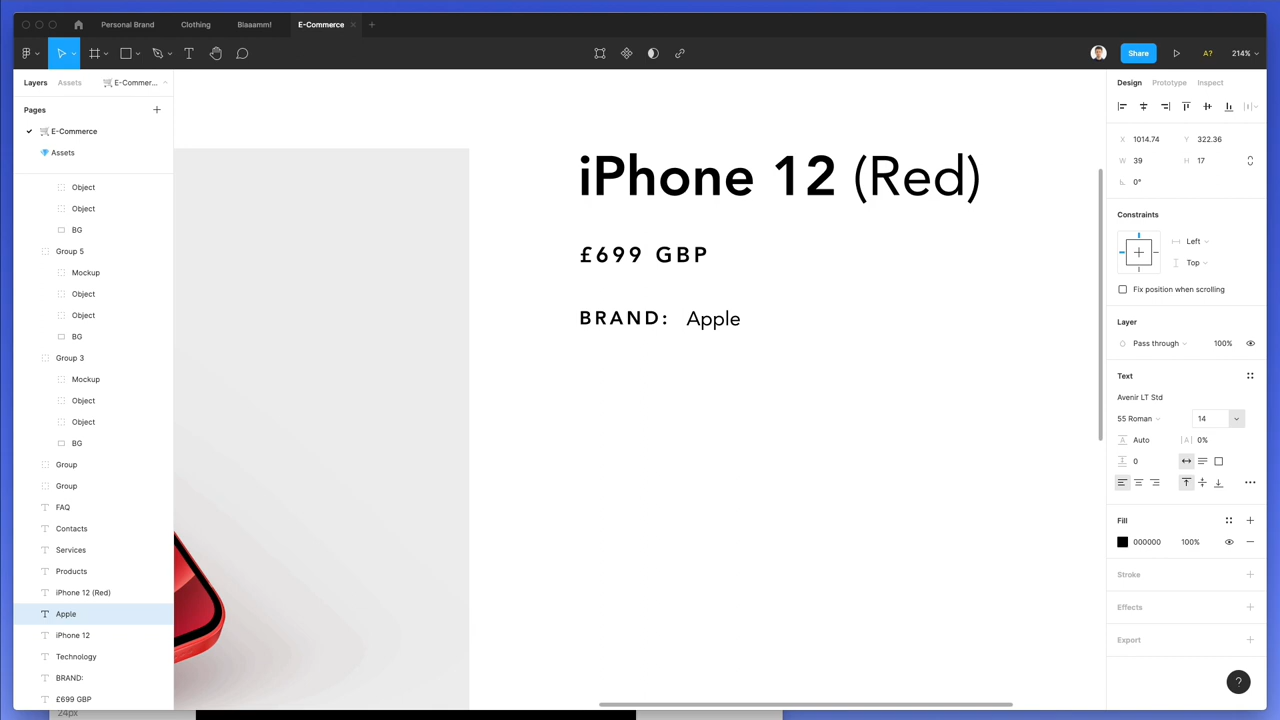 Personal Brand
Clothing
Blaaamm!
E-Commerce
Share
A?
214%
Layers
Assets
🛒 E-Commer...
Design
Prototype
Inspect
Pages
✓ 🛒 E-Commerce
💎 Assets
Object
Object
BG
Group 5
Mockup
Object
Object
BG
Group 3
Mockup
Object
Object
BG
Group
Group
FAQ
Contacts
Services
Products
iPhone 12 (Red)
Apple
iPhone 12
Technology
BRAND:
£699 GBP
24px
iPhone 12 (Red)
£699 GBP
BRAND: Apple
X 1014.74 Y 322.36
W 39 H 17
0°
Constraints
Left
Top
Fix position when scrolling
Layer
Pass through 100%
Text
Avenir LT Std
55 Roman 14
A Auto |A| 0%
0
Fill
000000 100%
Stroke
Effects
Export
?